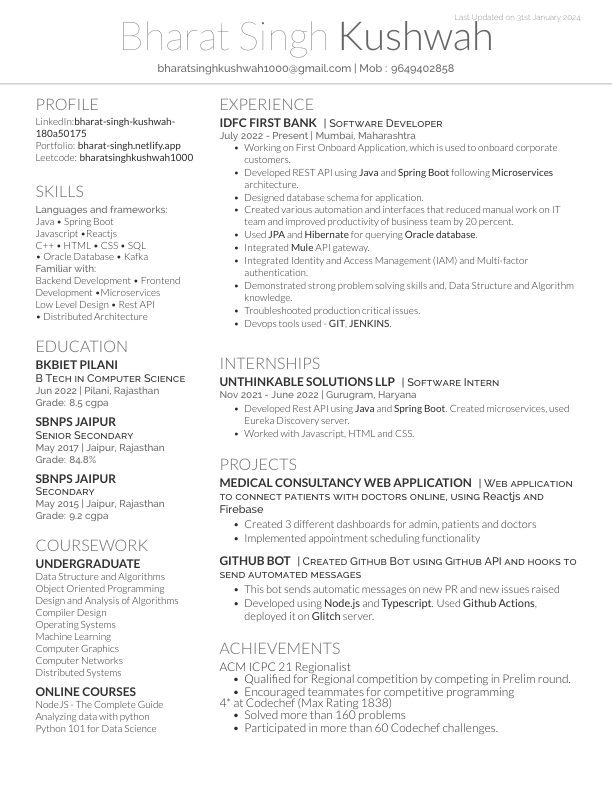 Last Updated on 31st January 2024
Bharat Singh Kushwah
bharatsinghkushwah1000@gmail.com | Mob : 9649402858
PROFILE
LinkedIn:bharat-singh-kushwah-
180a50175
Portfolio: bharat-singh.netlify.app
Leetcode: bharatsinghkushwah1000
SKILLS
Languages and frameworks:
Java • Spring Boot
Javascript •Reactjs
C++ • HTML • CSS • SQL
• Oracle Database • Kafka
Familiar with:
Backend Development • Frontend
Development •Microservices
Low Level Design • Rest API
• Distributed Architecture
EDUCATION
BKBIET PILANI
B Tech in Computer Science
Jun 2022 | Pilani, Rajasthan
Grade: 8.5 cgpa
SBNPS JAIPUR
Senior Secondary
May 2017 | Jaipur, Rajasthan
Grade: 84.8%
SBNPS JAIPUR
Secondary
May 2015 | Jaipur, Rajasthan
Grade: 9.2 cgpa
COURSEWORK
UNDERGRADUATE
Data Structure and Algorithms
Object Oriented Programming
Design and Analysis of Algorithms
Compiler Design
Operating Systems
Machine Learning
Computer Graphics
Computer Networks
Distributed Systems
ONLINE COURSES
NodeJS - The Complete Guide
Analyzing data with python
Python 101 for Data Science
EXPERIENCE
IDFC FIRST BANK | Software Developer
July 2022 - Present | Mumbai, Maharashtra
• Working on First Onboard Application, which is used to onboard corporate
customers.
• Developed REST API using Java and Spring Boot following Microservices
architecture.
• Designed database schema for application.
• Created various automation and interfaces that reduced manual work on IT
team and improved productivity of business team by 20 percent.
• Used JPA and Hibernate for querying Oracle database.
• Integrated Mule API gateway.
• Integrated Identity and Access Management (IAM) and Multi-factor
authentication.
• Demonstrated strong problem solving skills and, Data Structure and Algorithm
knowledge.
• Troubleshooted production critical issues.
• Devops tools used - GIT, JENKINS.
INTERNSHIPS
UNTHINKABLE SOLUTIONS LLP | Software Intern
Nov 2021 - June 2022 | Gurugram, Haryana
• Developed Rest API using Java and Spring Boot. Created microservices, used
Eureka Discovery server.
• Worked with Javascript, HTML and CSS.
PROJECTS
MEDICAL CONSULTANCY WEB APPLICATION | Web application
to connect patients with doctors online, using Reactjs and
Firebase
• Created 3 different dashboards for admin, patients and doctors
• Implemented appointment scheduling functionality
GITHUB BOT | Created Github Bot using Github API and hooks to
send automated messages
• This bot sends automatic messages on new PR and new issues raised
• Developed using Node.js and Typescript. Used Github Actions,
deployed it on Glitch server.
ACHIEVEMENTS
ACM ICPC 21 Regionalist
• Qualified for Regional competition by competing in Prelim round.
• Encouraged teammates for competitive programming
4* at Codechef (Max Rating 1838)
• Solved more than 160 problems
• Participated in more than 60 Codechef challenges.